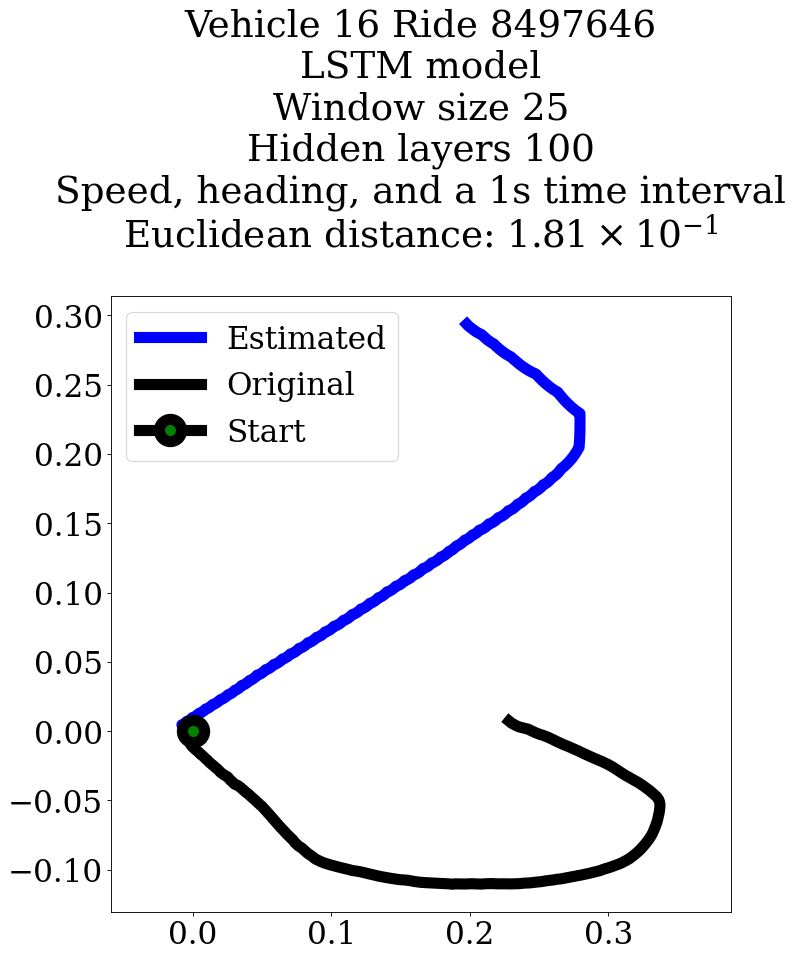 Vehicle 16 Ride 8497646
LSTM model
Window size 25
Hidden layers 100
Speed, heading, and a 1s time interval
Euclidean distance: 1.81 × 10⁻¹
Estimated
Original
Start
0.30
0.25
0.20
0.15
0.10
0.05
0.00
−0.05
−0.10
0.0 0.1 0.2 0.3